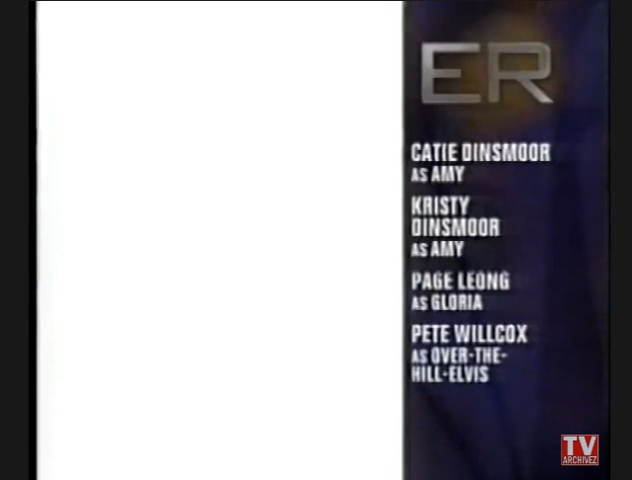 ER
CATIE DINSMOOR
AS AMY
KRISTY
DINSMOOR
AS AMY
PAGE LEONG
AS GLORIA
PETE WILLCOX
AS OVER-THE-
HILL-ELVIS
TV
ARCHIVEZ